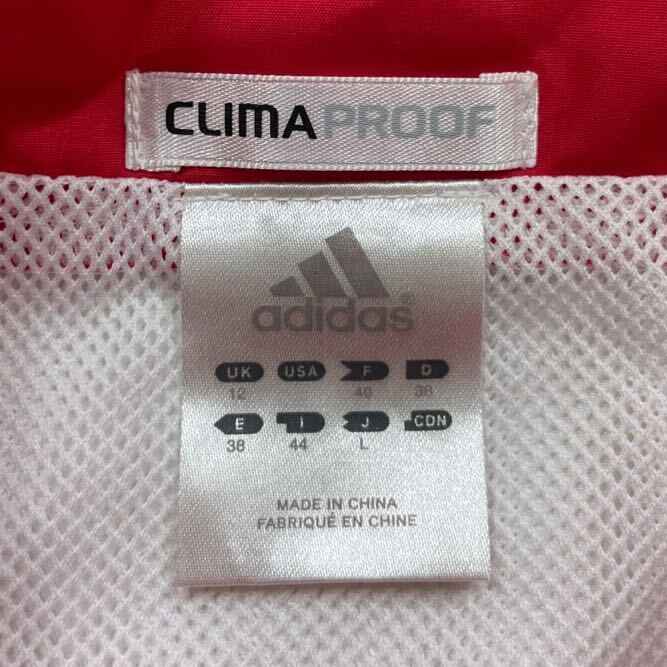 CLIMAPROOF
adidas®
UK USA F D
12 40 38
E I J CDN
38 44 L
MADE IN CHINA
FABRIQUÉ EN CHINE